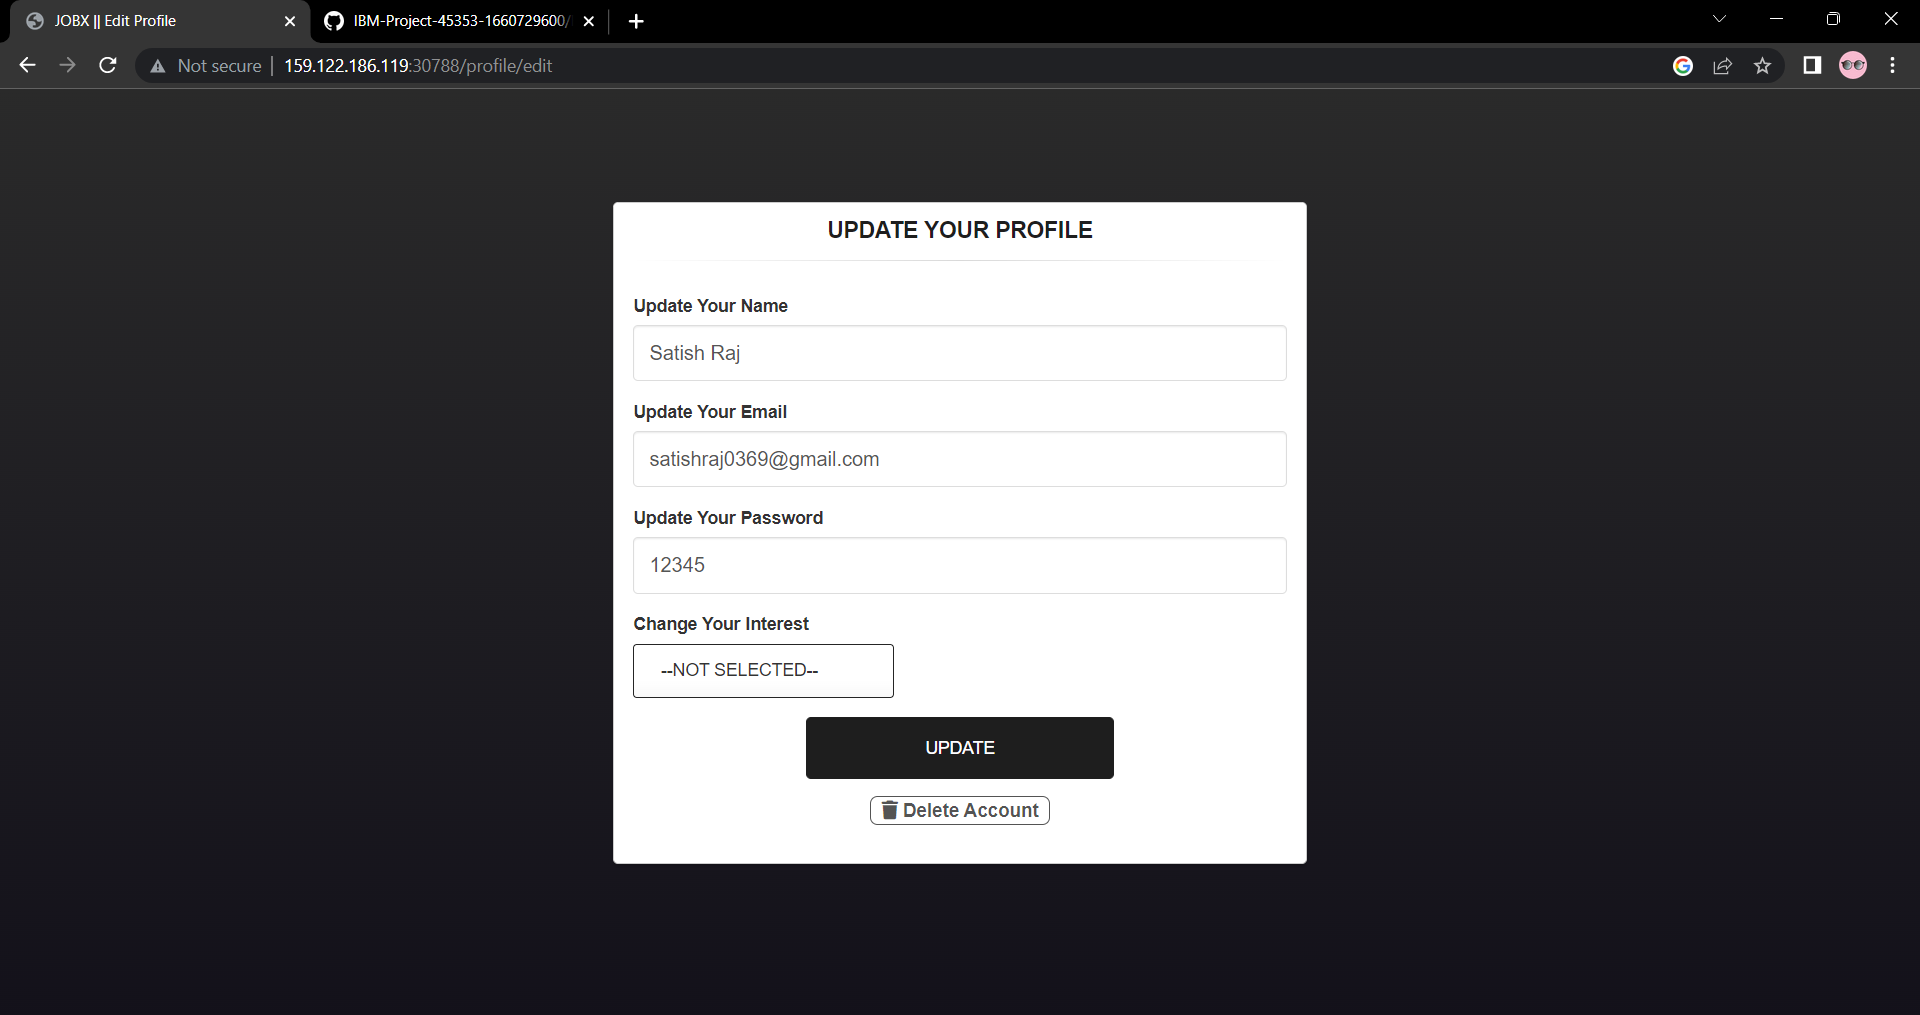 JOBX || Edit Profile
IBM-Project-45353-1660729600/
Not secure
159.122.186.119:30788/profile/edit
UPDATE YOUR PROFILE
Update Your Name
Satish Raj
Update Your Email
satishraj0369@gmail.com
Update Your Password
12345
Change Your Interest
--NOT SELECTED--
UPDATE
Delete Account